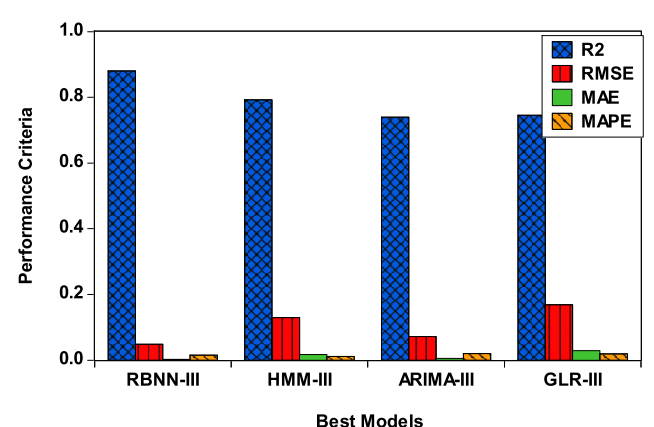 Performance Criteria
1.0
0.8
0.6
0.4
0.2
0.0
R2
RMSE
MAE
MAPE
RBNN-III HMM-III ARIMA-III GLR-III
Best Models